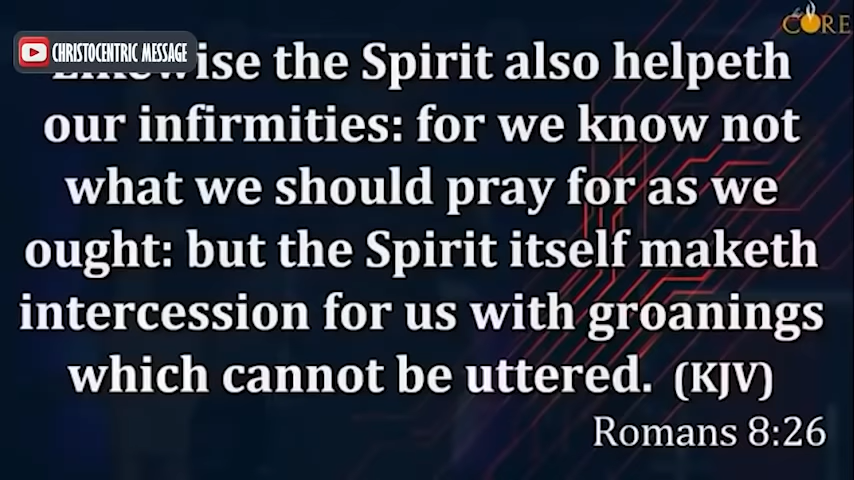 CHRISTOCENTRIC MESSAGE
CORE
Likewise the Spirit also helpeth
our infirmities: for we know not
what we should pray for as we
ought: but the Spirit itself maketh
intercession for us with groanings
which cannot be uttered. (KJV)
Romans 8:26